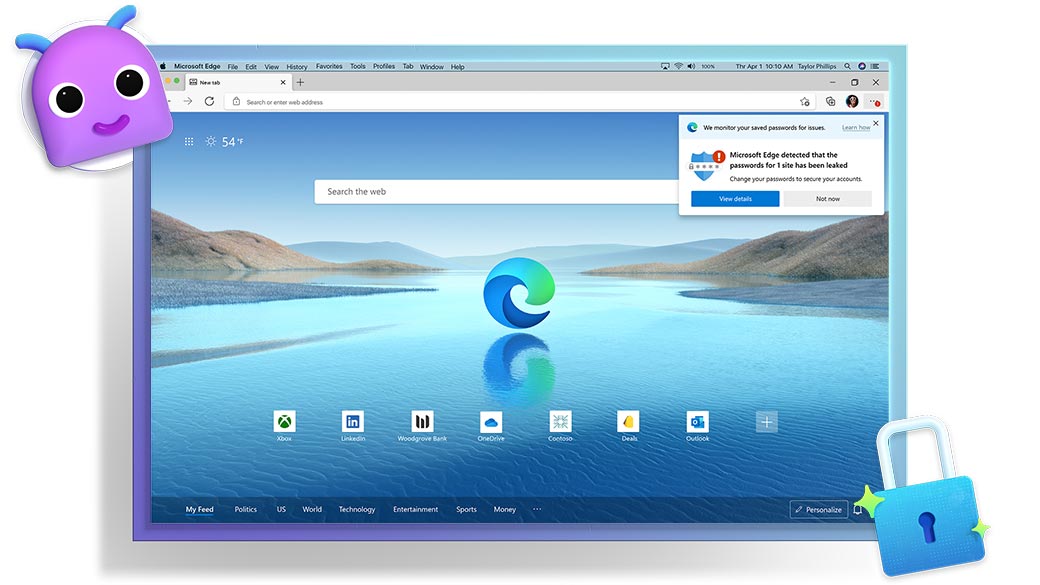 Microsoft Edge File Edit View History Favorites Tools Profiles Tab Window Help 100% Thr Apr 1 10:10 AM Taylor Phillips
New tab
Search or enter web address
We monitor your saved passwords for issues. Learn how
54 °F
Microsoft Edge detected that the
passwords for 1 site has been leaked
Change your passwords to secure your accounts.
Search the web
View details Not now
Xbox LinkedIn Woodgrove Bank OneDrive Contoso Deals Outlook
My Feed Politics US World Technology Entertainment Sports Money ... Personalize